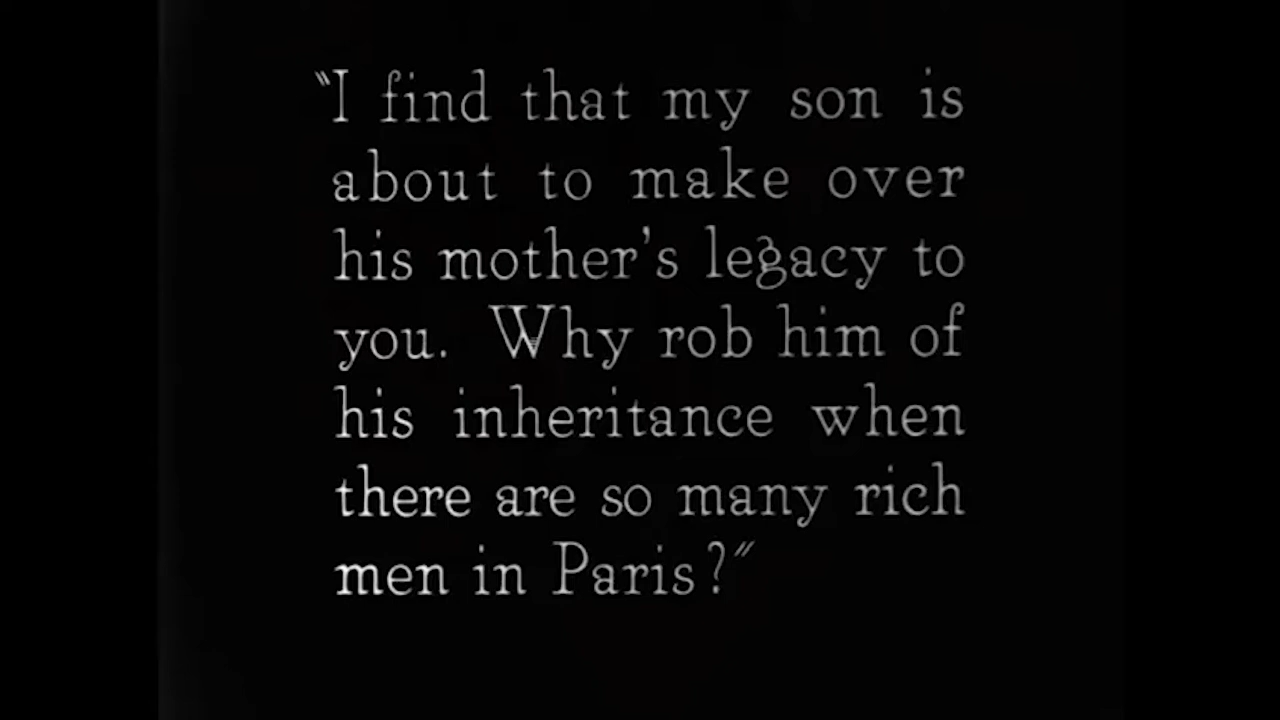 "I find that my son is
about to make over
his mother's legacy to
you. Why rob him of
his inheritance when
there are so many rich
men in Paris?"